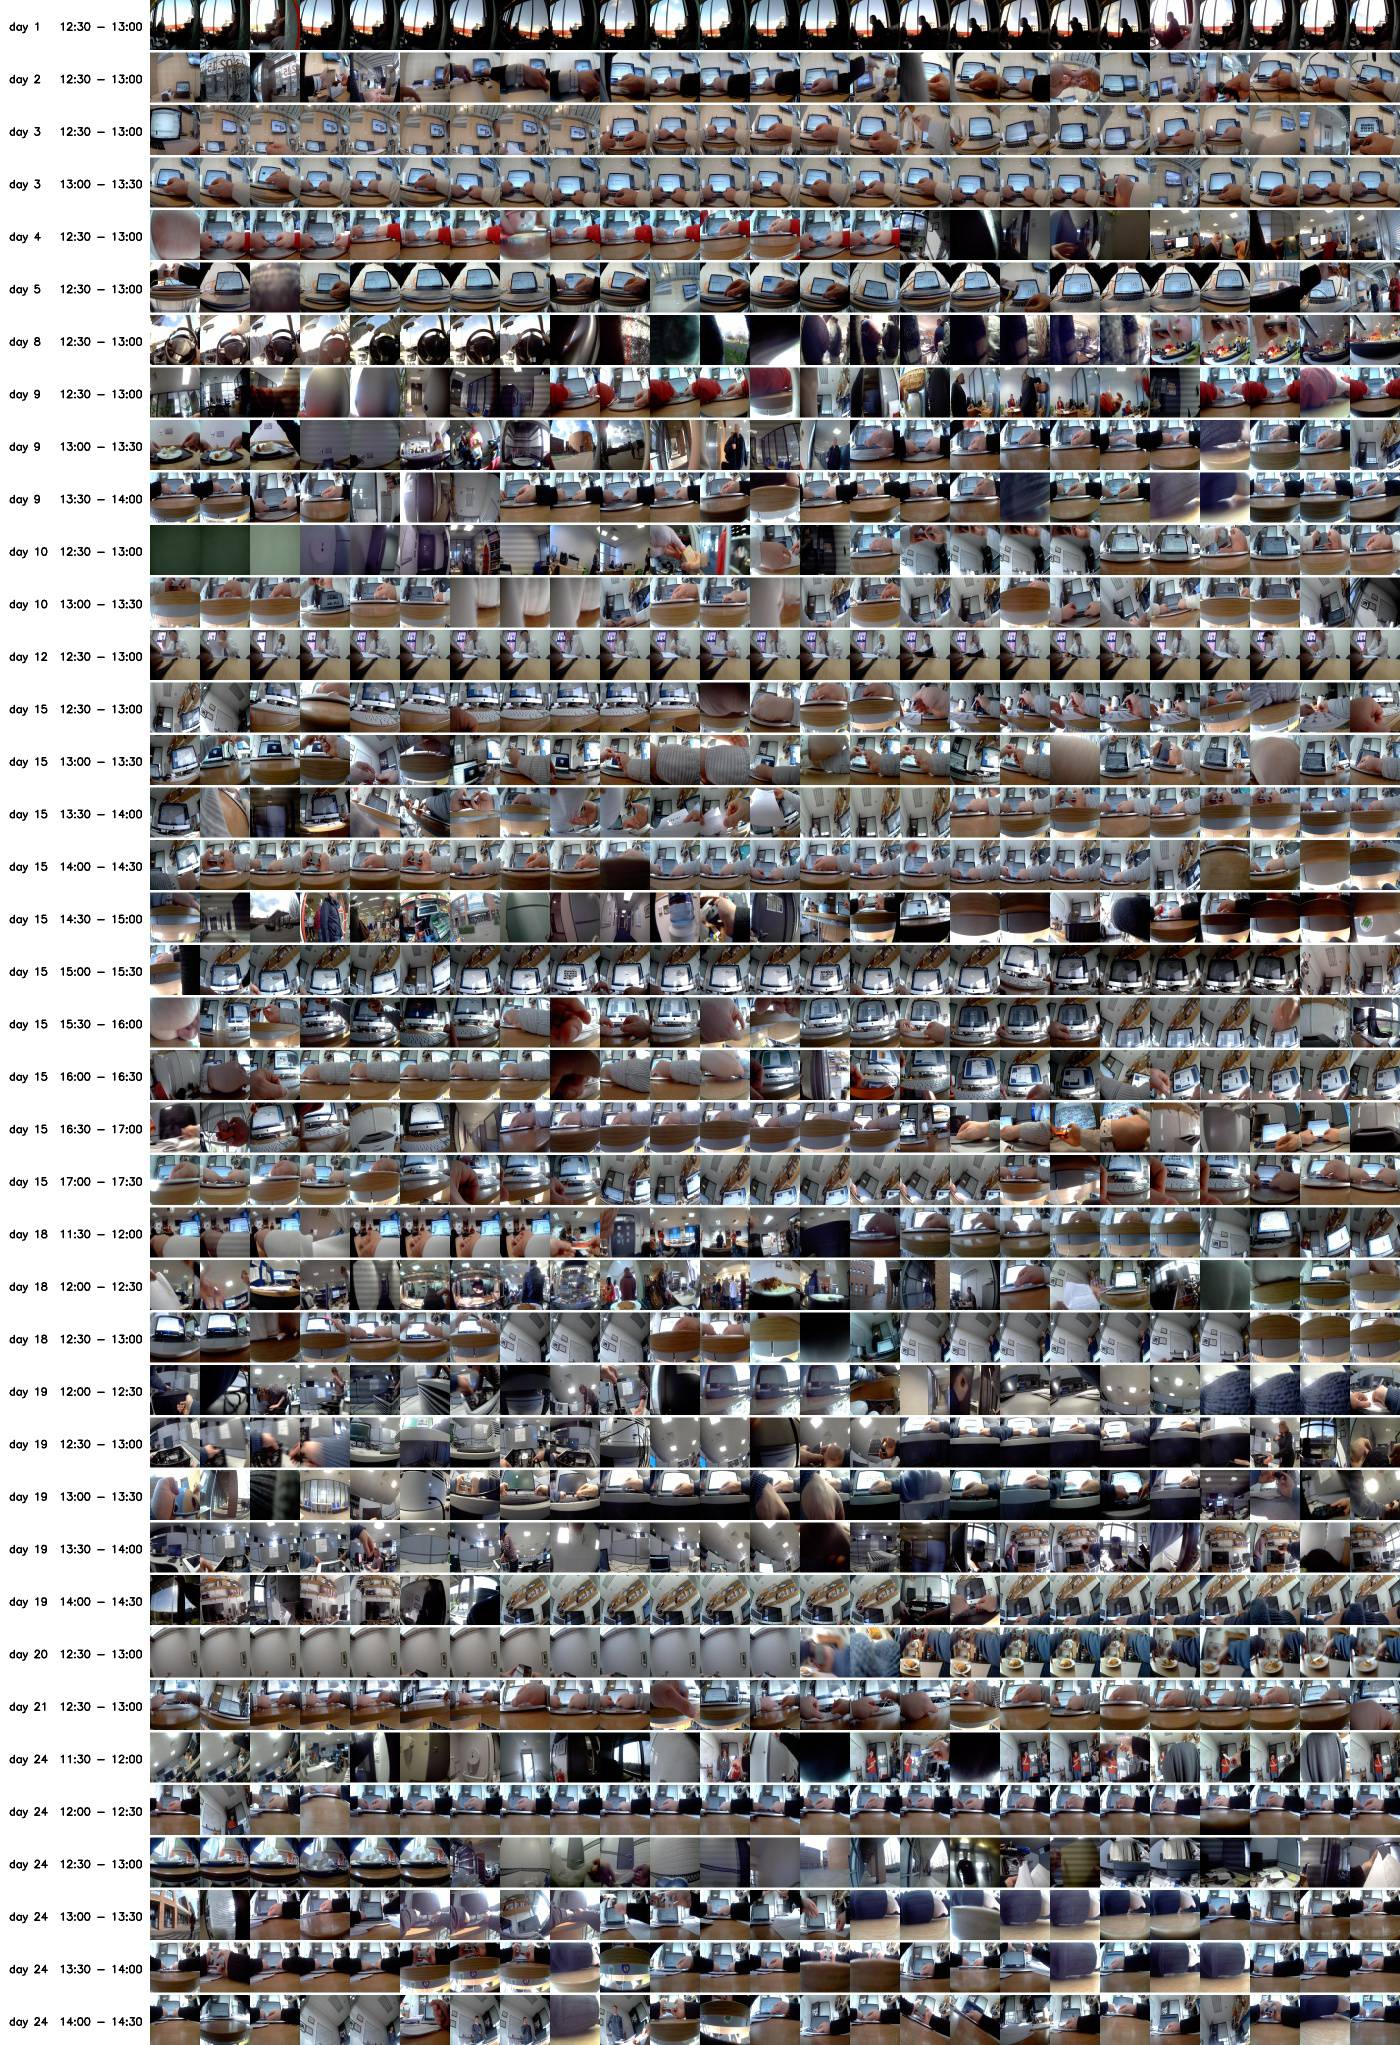 day 1 12:30 – 13:00
day 2 12:30 – 13:00
day 3 12:30 – 13:00
day 3 13:00 – 13:30
day 4 12:30 – 13:00
day 5 12:30 – 13:00
day 8 12:30 – 13:00
day 9 12:30 – 13:00
day 9 13:00 – 13:30
day 9 13:30 – 14:00
day 10 12:30 – 13:00
day 10 13:00 – 13:30
day 12 12:30 – 13:00
day 15 12:30 – 13:00
day 15 13:00 – 13:30
day 15 13:30 – 14:00
day 15 14:00 – 14:30
day 15 14:30 – 15:00
day 15 15:00 – 15:30
day 15 15:30 – 16:00
day 15 16:00 – 16:30
day 15 16:30 – 17:00
day 15 17:00 – 17:30
day 18 11:30 – 12:00
day 18 12:00 – 12:30
day 18 12:30 – 13:00
day 19 12:00 – 12:30
day 19 12:30 – 13:00
day 19 13:00 – 13:30
day 19 13:30 – 14:00
day 19 14:00 – 14:30
day 20 12:30 – 13:00
day 21 12:30 – 13:00
day 24 11:30 – 12:00
day 24 12:00 – 12:30
day 24 12:30 – 13:00
day 24 13:00 – 13:30
day 24 13:30 – 14:00
day 24 14:00 – 14:30